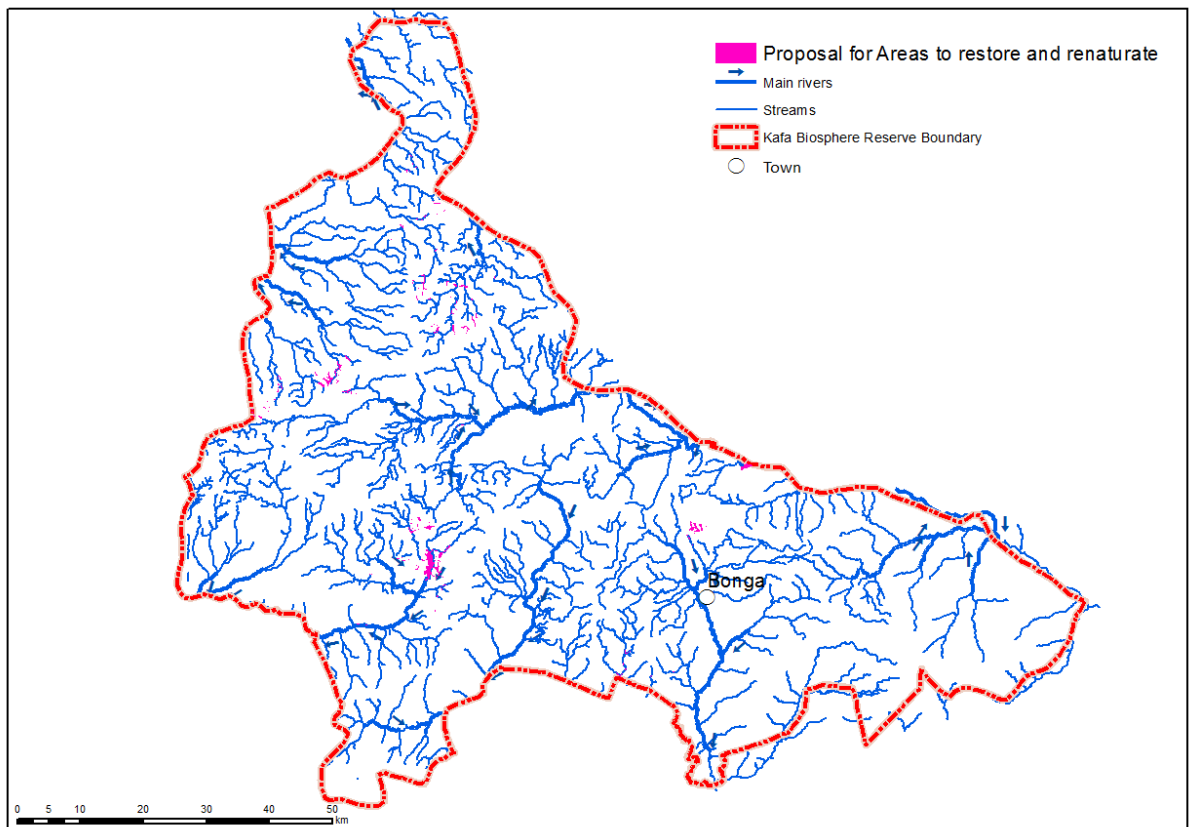 Proposal for Areas to restore and renaturate
Main rivers
Streams
Kafa Biosphere Reserve Boundary
Town
Bonga
0 5 10 20 30 40 50
km